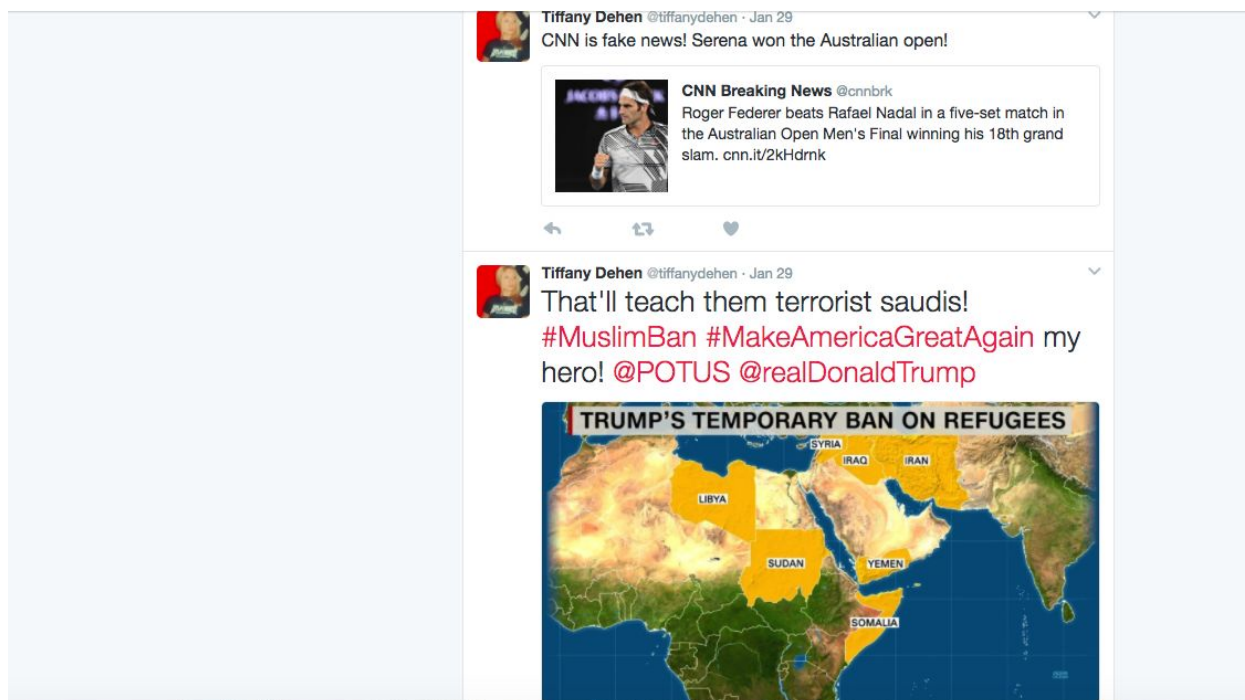 Tiffany Dehen @tiffanydehen · Jan 29
CNN is fake news! Serena won the Australian open!
CNN Breaking News @cnnbrk
Roger Federer beats Rafael Nadal in a five-set match in
the Australian Open Men's Final winning his 18th grand
slam. cnn.it/2kHdrnk
Tiffany Dehen @tiffanydehen · Jan 29
That'll teach them terrorist saudis!
#MuslimBan #MakeAmericaGreatAgain my
hero! @POTUS @realDonaldTrump
TRUMP'S TEMPORARY BAN ON REFUGEES
SYRIA
IRAQ
IRAN
LIBYA
SUDAN
YEMEN
SOMALIA